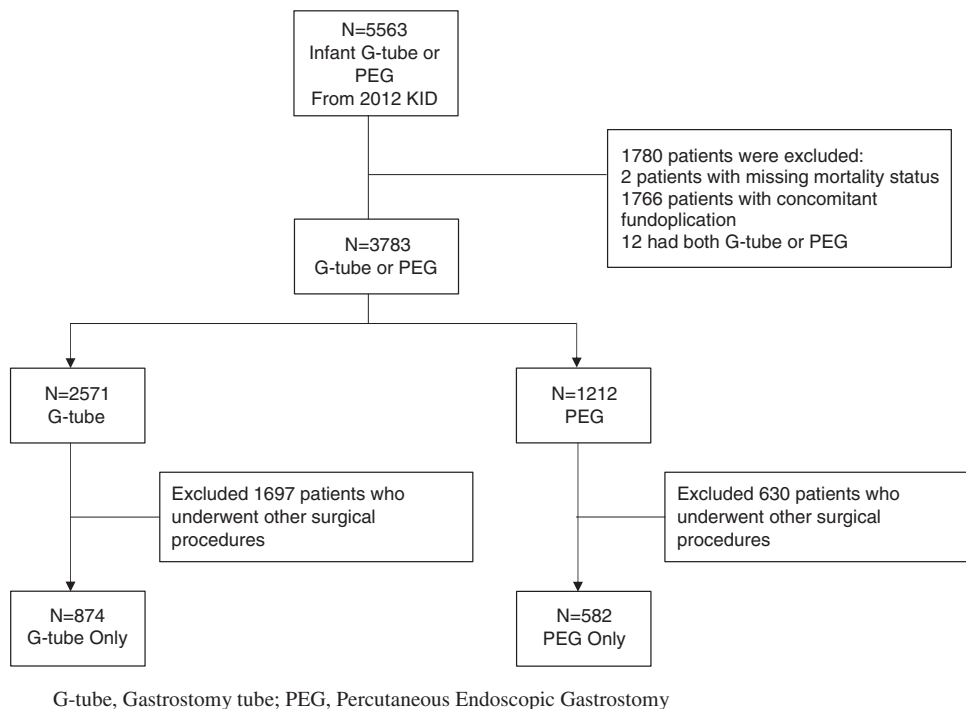 N=5563
Infant G-tube or
PEG
From 2012 KID
1780 patients were excluded:
2 patients with missing mortality status
1766 patients with concomitant
fundoplication
12 had both G-tube or PEG
N=3783
G-tube or PEG
N=2571
G-tube
N=1212
PEG
Excluded 1697 patients who
underwent other surgical
procedures
Excluded 630 patients who
underwent other surgical
procedures
N=874
G-tube Only
N=582
PEG Only
G-tube, Gastrostomy tube; PEG, Percutaneous Endoscopic Gastrostomy